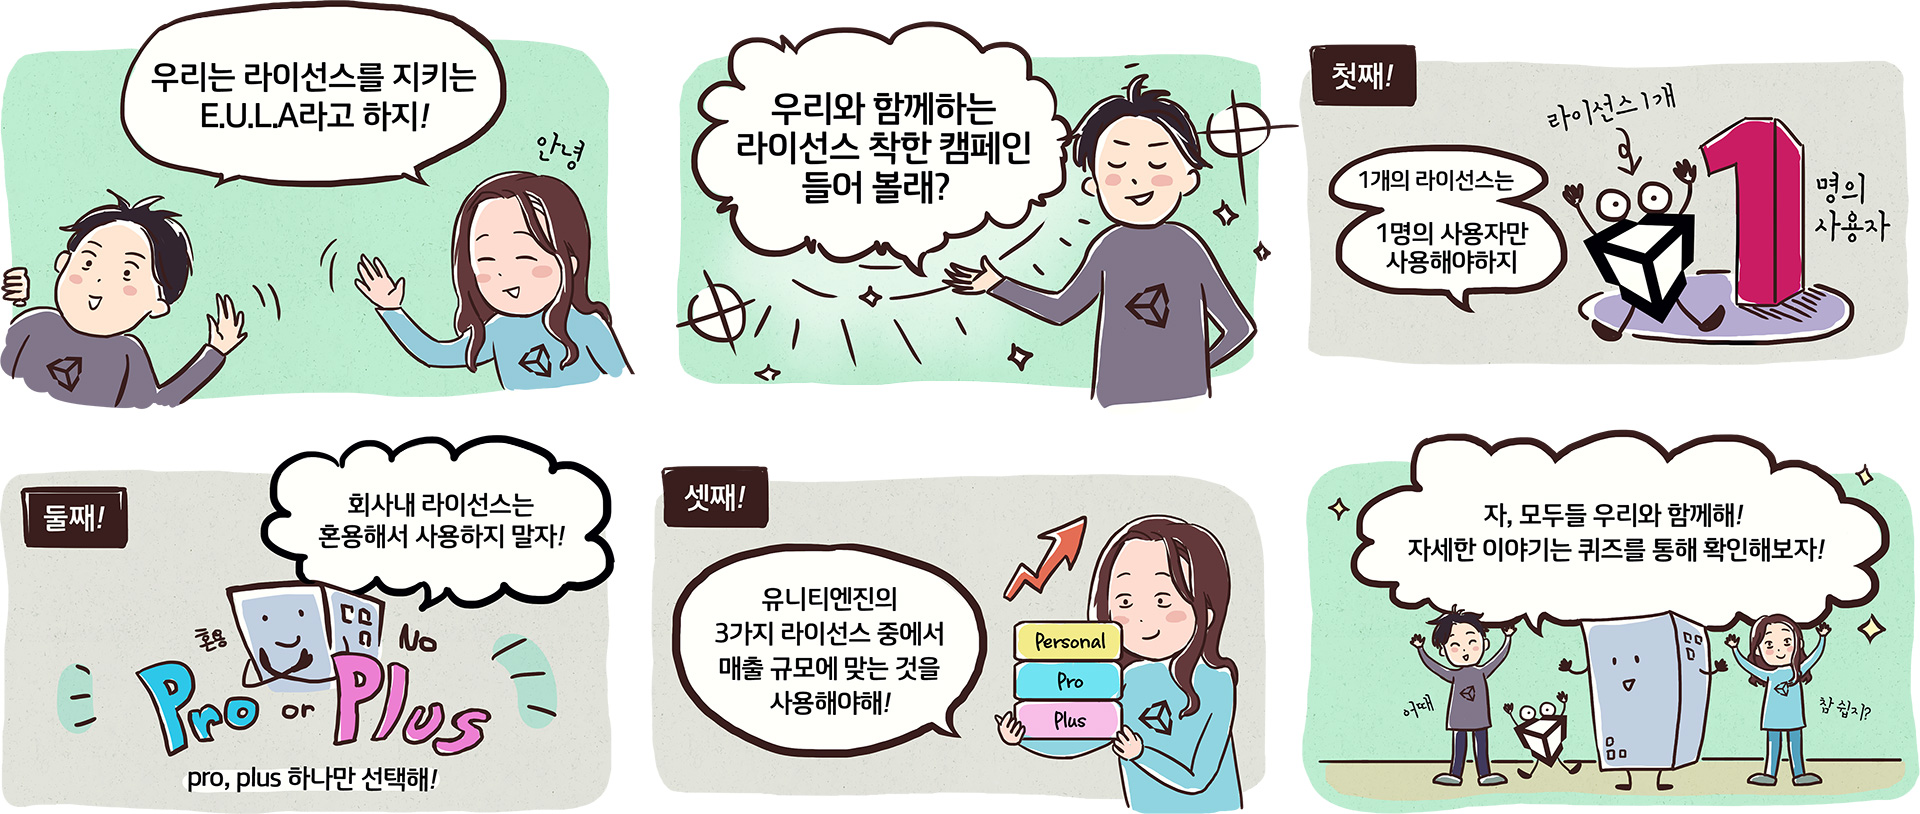 우리는 라이선스를 지키는
E.U.L.A라고 하지!
안녕
우리와 함께하는
라이선스 착한 캠페인
들어 볼래?
첫째!
라이선스 1개
1개의 라이선스는
1명의 사용자만
사용해야하지
1
명의
사용자
둘째!
회사내 라이선스는
혼용해서 사용하지 말자!
혼용
NO
Pro or Plus
pro, plus 하나만 선택해!
셋째!
유니티엔진의
3가지 라이선스 중에서
매출 규모에 맞는 것을
사용해야해!
Personal
Pro
Plus
자, 모두들 우리와 함께해!
자세한 이야기는 퀴즈를 통해 확인해보자!
어때
참 쉽지?